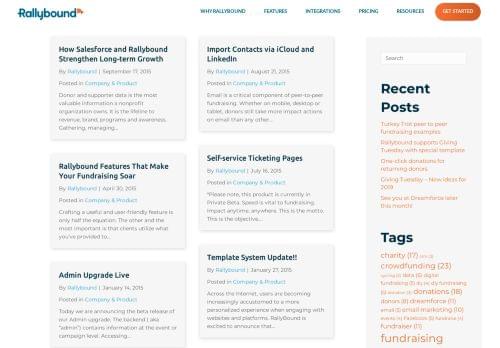 Rallybound
WHY RALLYBOUND
FEATURES
INTEGRATIONS
PRICING
RESOURCES
GET STARTED
How Salesforce and Rallybound
Strengthen Long-term Growth
By Rallybound | September 17, 2015
Posted in Company & Product
Donor and supporter data is the most
valuable information a nonprofit
organization owns. It is the lifeline to
revenue, brand, programs and awareness.
Gathering, managing...
Rallybound Features That Make
Your Fundraising Soar
By Rallybound | April 30, 2015
Posted in Company & Product
Crafting a useful and user-friendly feature is
only half the equation. The other and the
most important is that clients utilize what
you've provided to...
Admin Upgrade Live
By Rallybound | January 14, 2015
Posted in Company & Product
Today we are announcing the beta release of
our Admin upgrade. The backend ( aka
"admin") contains information at the event or
campaign level. Accessing...
Import Contacts via iCloud and
LinkedIn
By Rallybound | August 21, 2015
Posted in Company & Product
Email is a critical component of peer-to-peer
fundraising. Whether on mobile, desktop or
tablet, donors still take more impact actions
on email than any other...
Self-service Ticketing Pages
By Rallybound | July 16, 2015
Posted in Company & Product
*Please note, this product is currently in
Private Beta. Speed is vital to fundraising.
Impact anytime, anywhere. This is the motto.
This is the objective...
Template System Update!!
By Rallybound | January 27, 2015
Posted in Company & Product
Across the Internet, users are becoming
increasingly accustomed to a more
personalized experience when engaging
with websites and platforms. RallyBound is
excited to announce that...
Search
Recent
Posts
Turkey Trot peer to peer
fundraising examples
Rallybound supports Giving
Tuesday with special template
One-click donations for
returning donors
Giving Tuesday – New ideas for
2019
See you at Dreamforce later
this month!
Tags
charity (17)
crowdfunding (23)
data (5) digital
fundraising (5) diy (4) diy fundraising
donations (18)
donors (8) dreamforce (11)
email (5) email marketing (10)
events (4) Facebook (5)
fundraiser (11)
fundraising